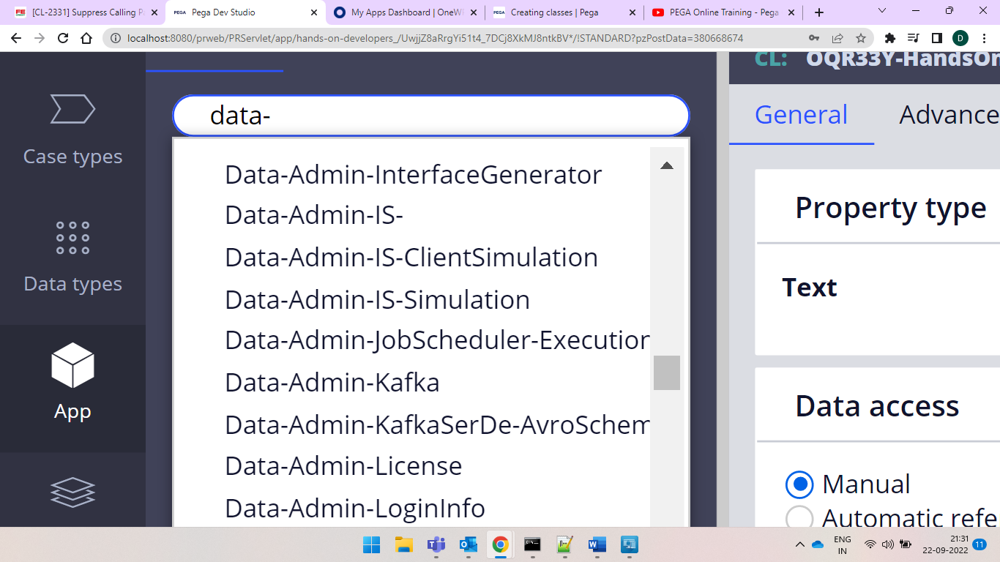 [CL-2331] Suppress Calling P
PEGA Pega Dev Studio
My Apps Dashboard | OneW
PEGA Creating classes | Pega
PEGA Online Training - Pega
localhost:8080/prweb/PRServlet/app/hands-on-developers_/UwjjZ8aRrgYi51t4_7DCj8XkMJ8ntkBV*/!STANDARD?pzPostData=380668674
D
Case types
Data types
App
data-
Data-Admin-InterfaceGenerator
Data-Admin-IS-
Data-Admin-IS-ClientSimulation
Data-Admin-IS-Simulation
Data-Admin-JobScheduler-Execution
Data-Admin-Kafka
Data-Admin-KafkaSerDe-AvroSchem
Data-Admin-License
Data-Admin-LoginInfo
CL: OQR33Y-HandsOn
General Advance
Property type
Text
Data access
Manual
Automatic refe
ENG
IN
21:31
22-09-2022
11